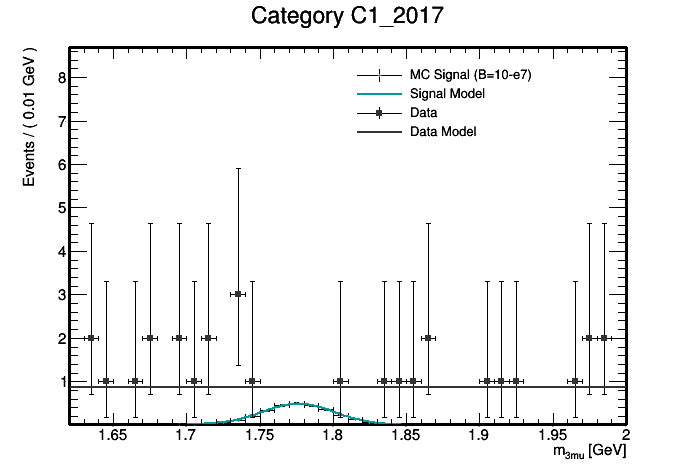 Category C1_2017
Events / ( 0.01 GeV )
MC Signal (B=10-e7)
Signal Model
Data
Data Model
8
7
6
5
4
3
2
1
1.65 1.7 1.75 1.8 1.85 1.9 1.95 2
m3mu [GeV]